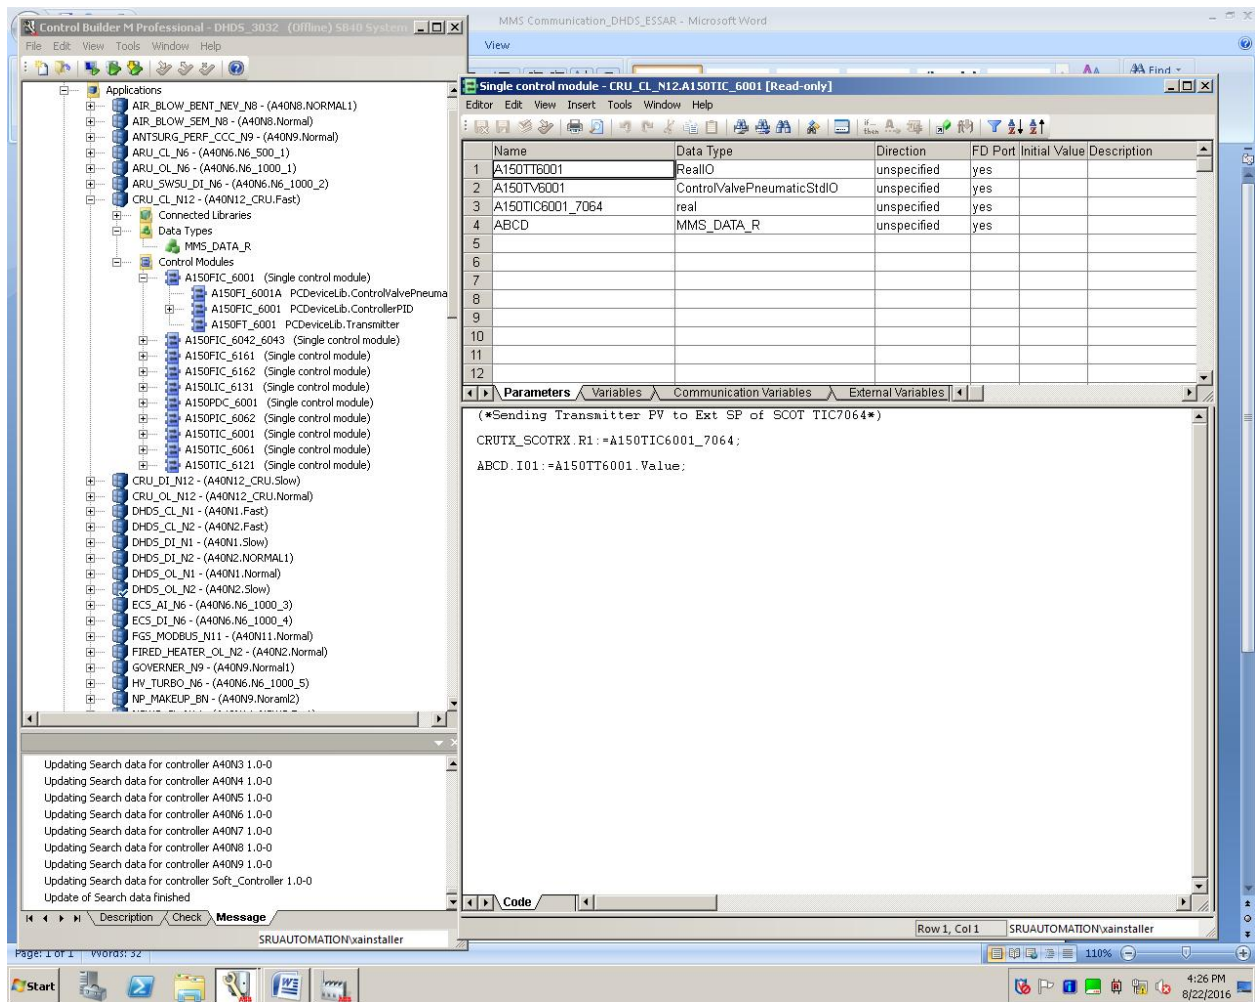 MMS Communication_DHDS_ESSAR - Microsoft Word
View
Find
Control Builder M Professional - DHDS_3032 (Offline) SB40 System
File Edit View Tools Window Help
Applications
AIR_BLOW_BENT_NEV_N8 - (A40N8.NORMAL1)
AIR_BLOW_SEM_N8 - (A40N8.Normal)
ANTSURG_PERF_CCC_N9 - (A40N9.Normal)
ARU_CL_N6 - (A40N6.N6_500_1)
ARU_OL_N6 - (A40N6.N6_1000_1)
ARU_SWSU_DI_N6 - (A40N6.N6_1000_2)
CRU_CL_N12 - (A40N12_CRU.Fast)
Connected Libraries
Data Types
MMS_DATA_R
Control Modules
A150FIC_6001 (Single control module)
A150FI_6001A PCDeviceLib.ControlValvePneuma
A150FIC_6001 PCDeviceLib.ControllerPID
A150FT_6001 PCDeviceLib.Transmitter
A150FIC_6042_6043 (Single control module)
A150FIC_6161 (Single control module)
A150FIC_6162 (Single control module)
A150LIC_6131 (Single control module)
A150PDC_6001 (Single control module)
A150PIC_6062 (Single control module)
A150TIC_6001 (Single control module)
A150TIC_6061 (Single control module)
A150TIC_6121 (Single control module)
CRU_DI_N12 - (A40N12_CRU.Slow)
CRU_OL_N12 - (A40N12_CRU.Normal)
DHDS_CL_N1 - (A40N1.Fast)
DHDS_CL_N2 - (A40N2.Fast)
DHDS_DI_N1 - (A40N1.Slow)
DHDS_DI_N2 - (A40N2.NORMAL1)
DHDS_OL_N1 - (A40N1.Normal)
DHDS_OL_N2 - (A40N2.Slow)
ECS_AI_N6 - (A40N6.N6_1000_3)
ECS_DI_N6 - (A40N6.N6_1000_4)
FGS_MODBUS_N11 - (A40N11.Normal)
FIRED_HEATER_OL_N2 - (A40N2.Normal)
GOVERNER_N9 - (A40N9.Normal1)
HV_TURBO_N6 - (A40N6.N6_1000_5)
NP_MAKEUP_BN - (A40N9.Noraml2)
Updating Search data for controller A40N3 1.0-0
Updating Search data for controller A40N4 1.0-0
Updating Search data for controller A40N5 1.0-0
Updating Search data for controller A40N6 1.0-0
Updating Search data for controller A40N7 1.0-0
Updating Search data for controller A40N8 1.0-0
Updating Search data for controller A40N9 1.0-0
Updating Search data for controller Soft_Controller 1.0-0
Update of Search data finished
Description Check Message
SRUAUTOMATION\xainstaller
Single control module - CRU_CL_N12.A150TIC_6001 [Read-only]
Editor Edit View Insert Tools Window Help
Name Data Type Direction FD Port Initial Value Description
1 A150TT6001 RealIO unspecified yes
2 A150TV6001 ControlValvePneumaticStdIO unspecified yes
3 A150TIC6001_7064 real unspecified yes
4 ABCD MMS_DATA_R unspecified yes
5
6
7
8
9
10
11
12
Parameters Variables Communication Variables External Variables
(*Sending Transmitter PV to Ext SP of SCOT TIC7064*)
CRUTX_SCOTRX.R1:=A150TIC6001_7064;
ABCD.I01:=A150TT6001.Value;
Code
Row 1, Col 1 SRUAUTOMATION\xainstaller
Page: 1 of 1 Words: 32 110%
Start 4:26 PM
8/22/2016